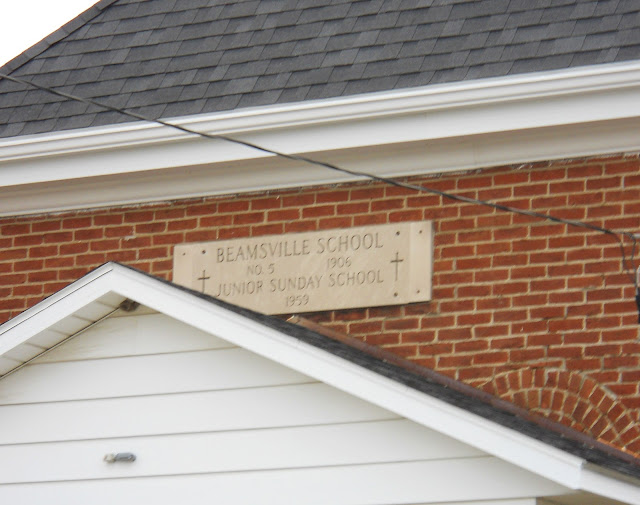 BEAMSVILLE SCHOOL
NO. 5 1906
JUNIOR SUNDAY SCHOOL
1959